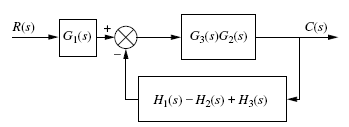 R(s)
G₁(s)
+
−
G₃(s)G₂(s)
C(s)
H₁(s) − H₂(s) + H₃(s)